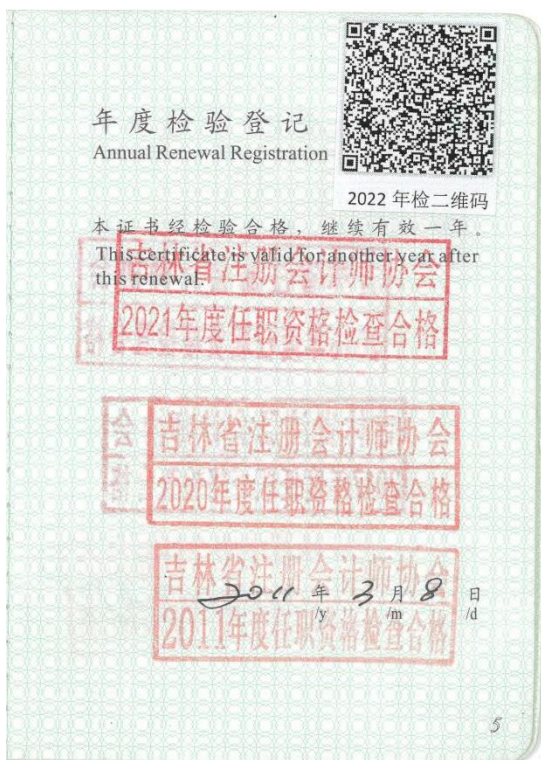 2022 年检二维码
年度检验登记
Annual Renewal Registration
本证书经检验合格，继续有效一年。
This certificate is valid for another year after
this renewal.
吉林省注册会计师协会
2021年度任职资格检查合格
吉林省注册会计师协会
2020年度任职资格检查合格
吉林省注册会计师协会
2011 年 3 月 8 日
/y /m /d
2011年度任职资格检查合格
5